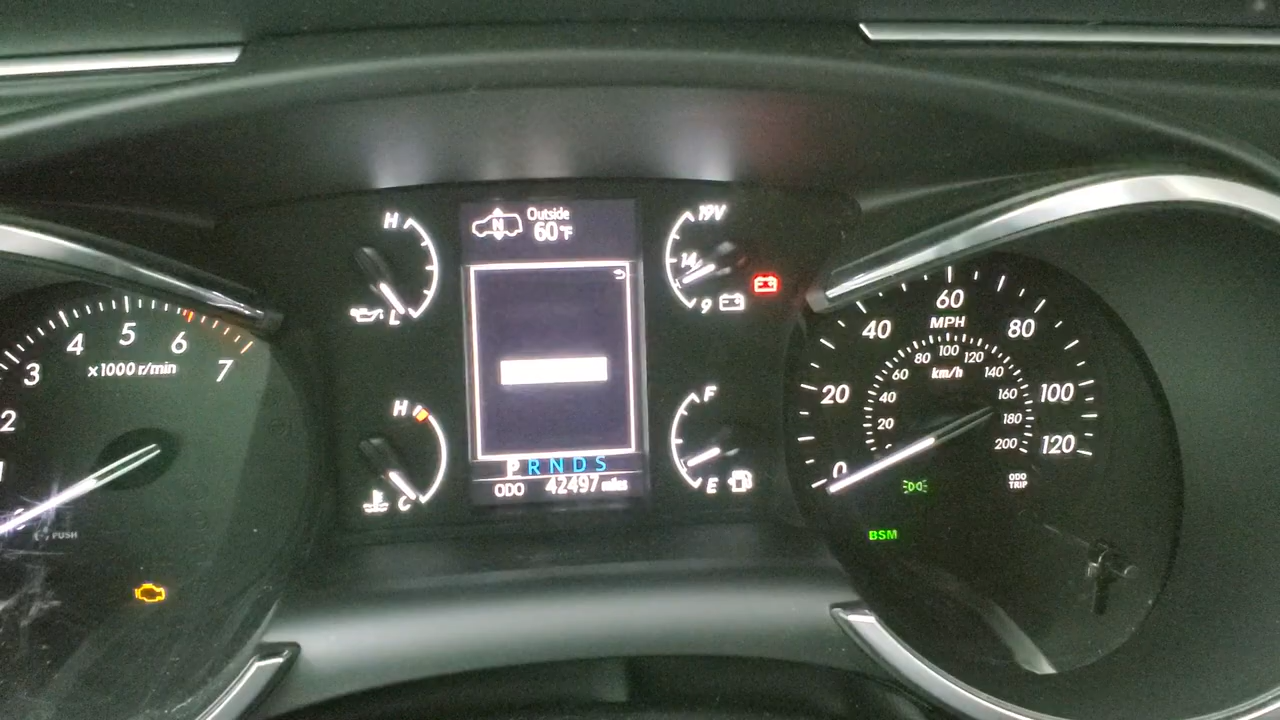 3
2
1
4
5
6
7
x1000 r/min
PUSH
H
L
H
C
N
Outside
60°F
P R N D S
ODO 42497 miles
19V
14
9
F
E
0
20
40
60
80
100
120
MPH
20
40
60
80
100
120
140
160
180
200
km/h
ODO
TRIP
BSM